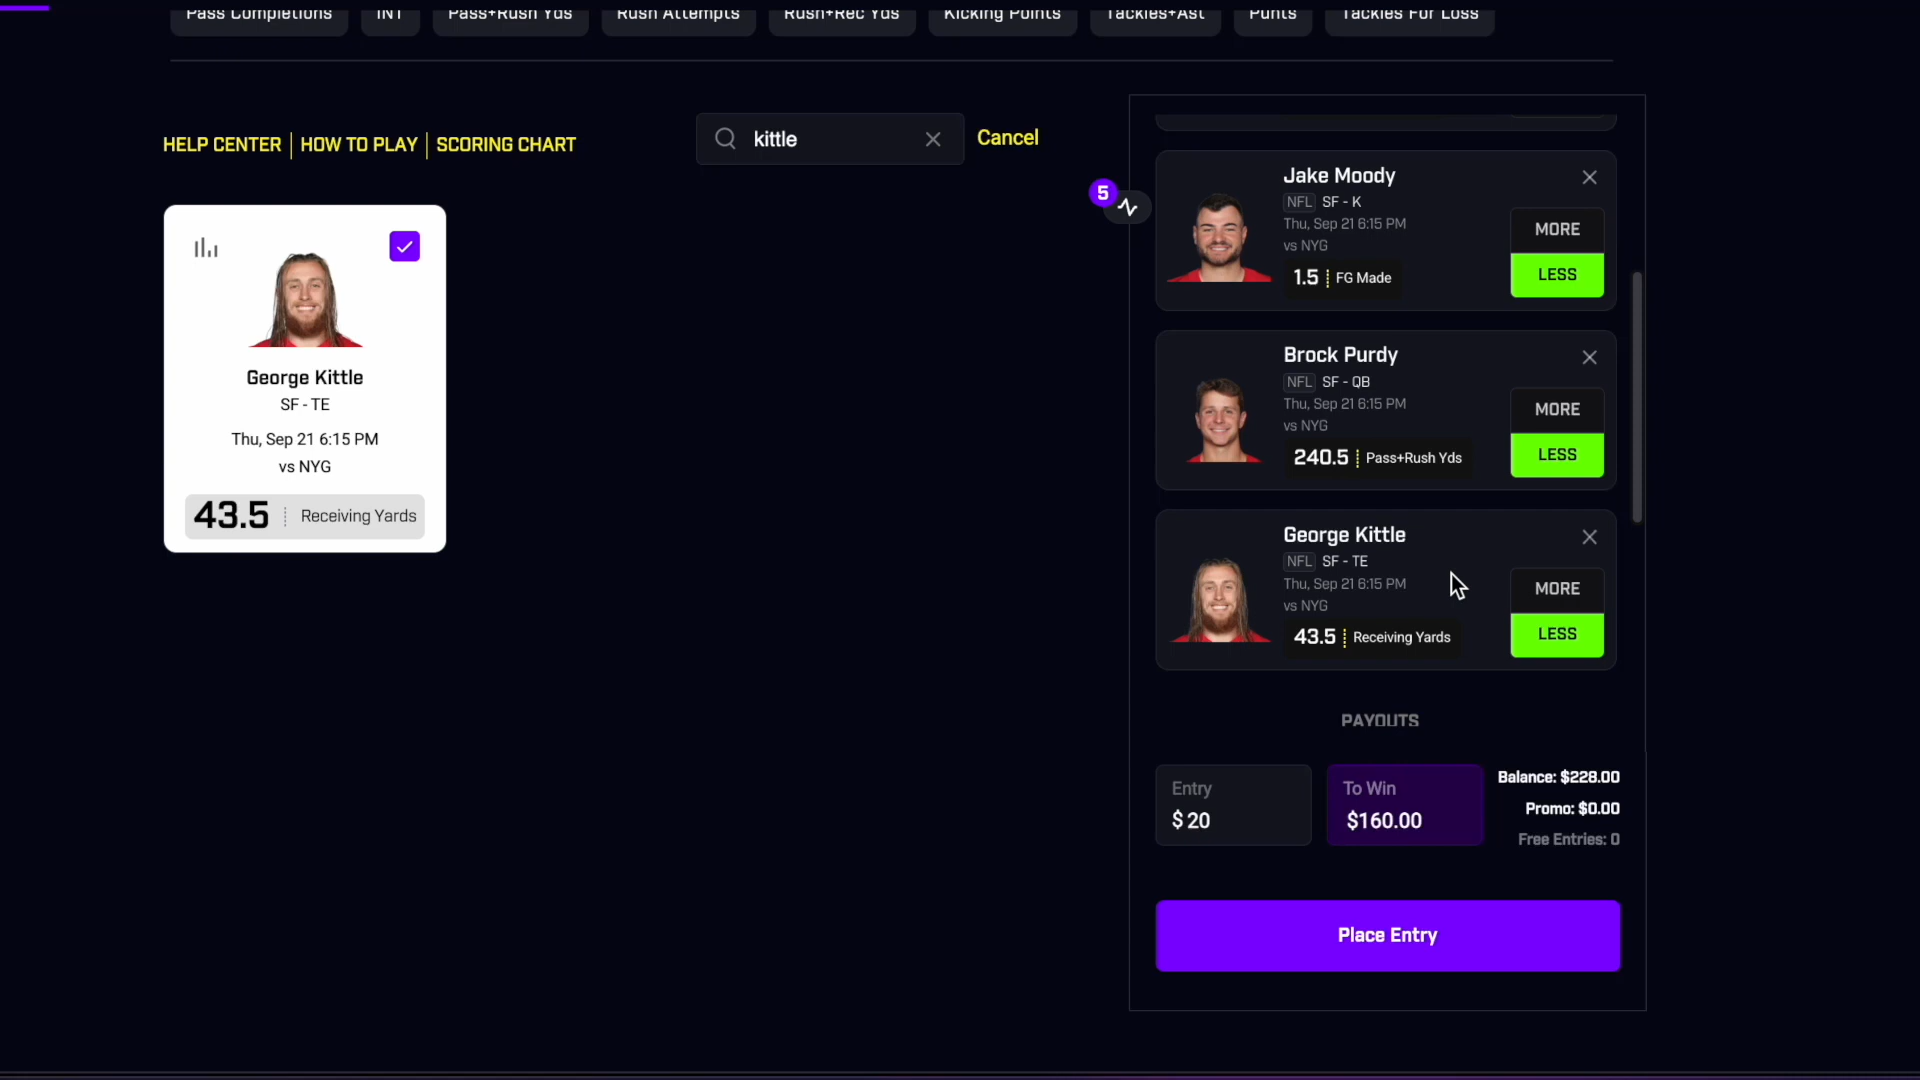 Pass Completions INT Pass+Rush Yds Rush Attempts Rush+Rec Yds Kicking Points Tackles+Ast Punts Tackles For Loss
HELP CENTER HOW TO PLAY SCORING CHART
kittle
Cancel
George Kittle
SF - TE
Thu, Sep 21 6:15 PM
vs NYG
43.5 Receiving Yards
5
Jake Moody
NFL SF - K
Thu, Sep 21 6:15 PM
vs NYG
1.5 FG Made
MORE
LESS
Brock Purdy
NFL SF - QB
Thu, Sep 21 6:15 PM
vs NYG
240.5 Pass+Rush Yds
MORE
LESS
George Kittle
NFL SF - TE
Thu, Sep 21 6:15 PM
vs NYG
43.5 Receiving Yards
MORE
LESS
PAYOUTS
Entry
$ 20
To Win
$160.00
Balance: $228.00
Promo: $0.00
Free Entries: 0
Place Entry